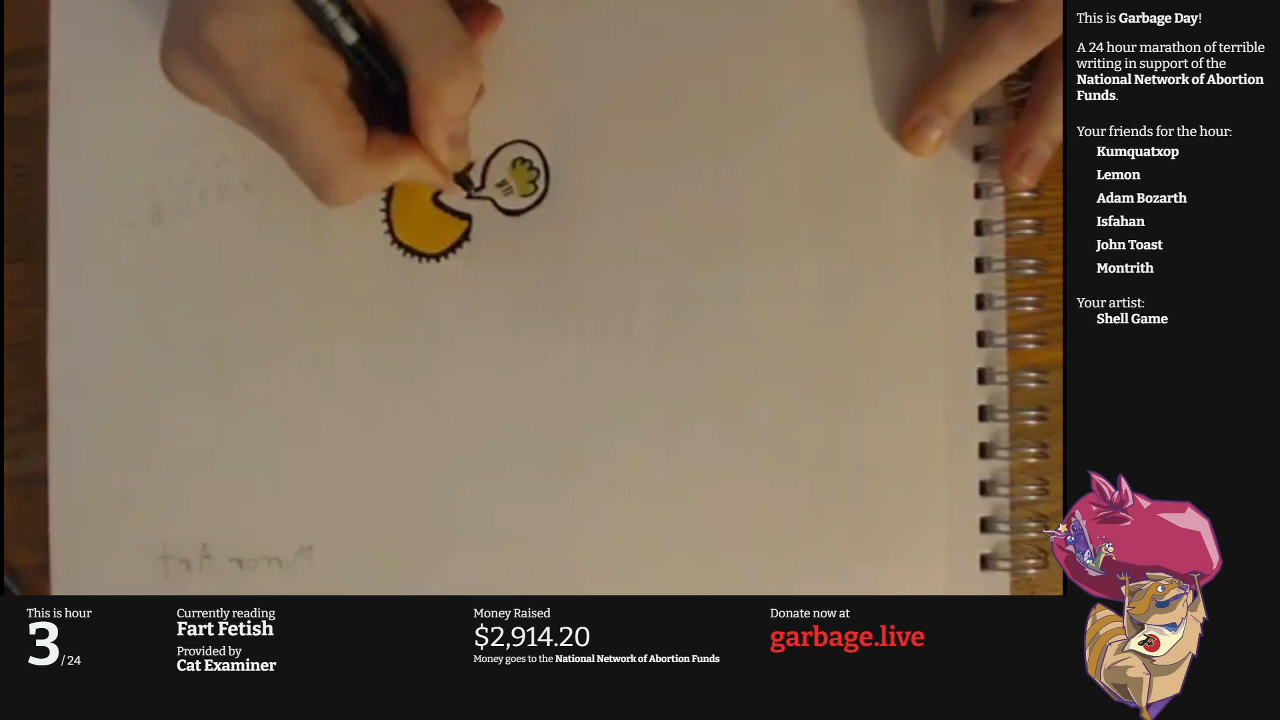 This is Garbage Day!
A 24 hour marathon of terrible
writing in support of the
National Network of Abortion
Funds.
Your friends for the hour:
Kumquatxop
Lemon
Adam Bozarth
Isfahan
John Toast
Montrith
Your artist:
Shell Game
This is hour
3/24
Currently reading
Fart Fetish
Provided by
Cat Examiner
Money Raised
$2,914.20
Money goes to the National Network of Abortion Funds
Donate now at
garbage.live